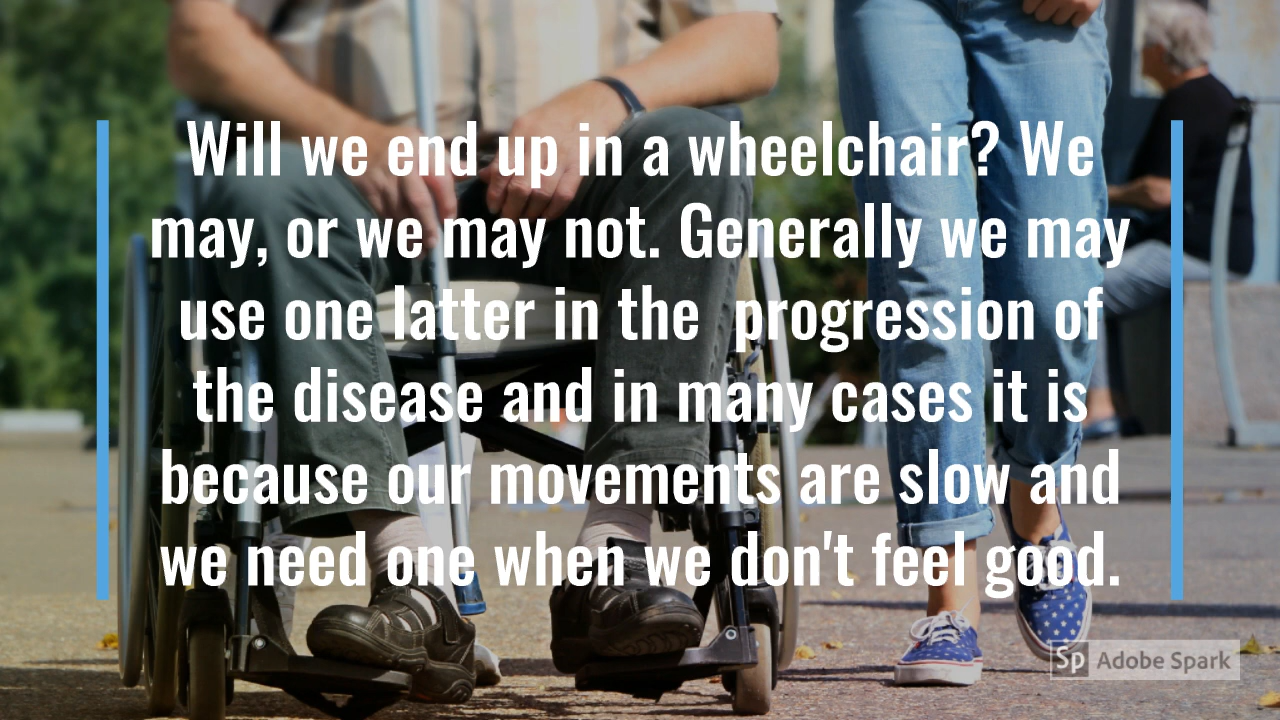 Will we end up in a wheelchair? We
may, or we may not. Generally we may
use one latter in the  progression of
the disease and in many cases it is
because our movements are slow and
we need one when we don't feel good.
Sp Adobe Spark